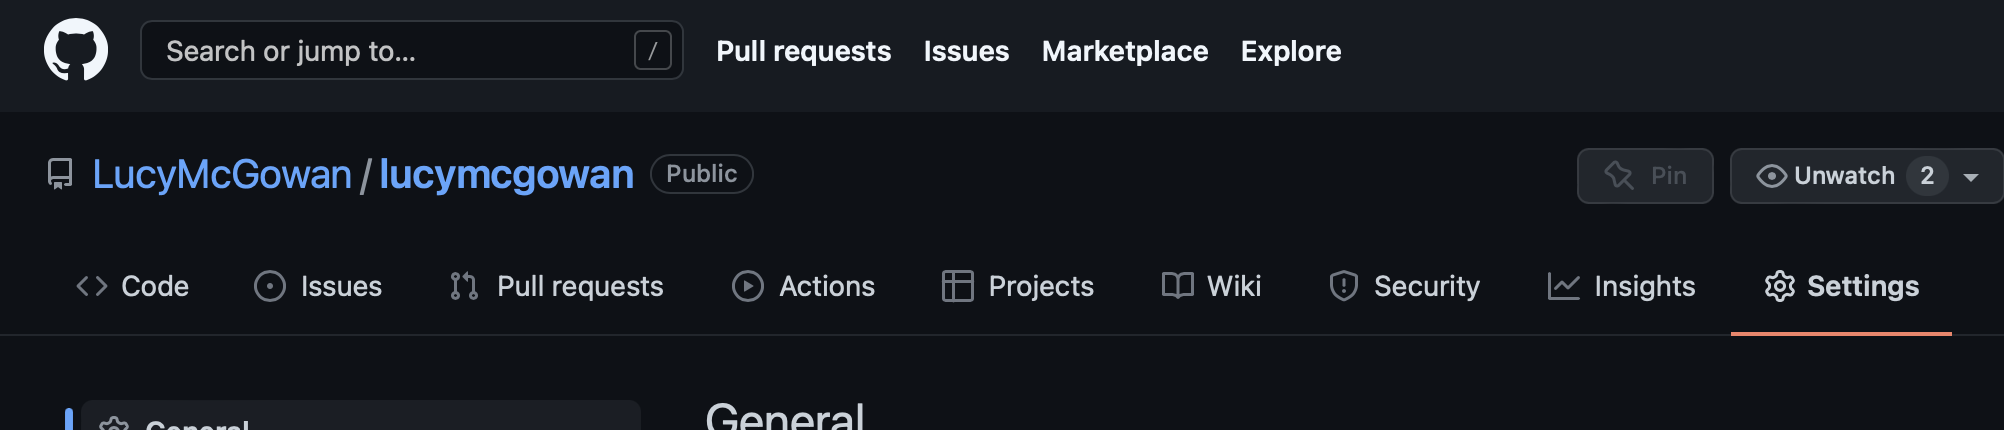 Search or jump to... /
Pull requests Issues Marketplace Explore
LucyMcGowan / lucymcgowan Public
Pin Unwatch 2
Code Issues Pull requests Actions Projects Wiki Security Insights Settings
General General